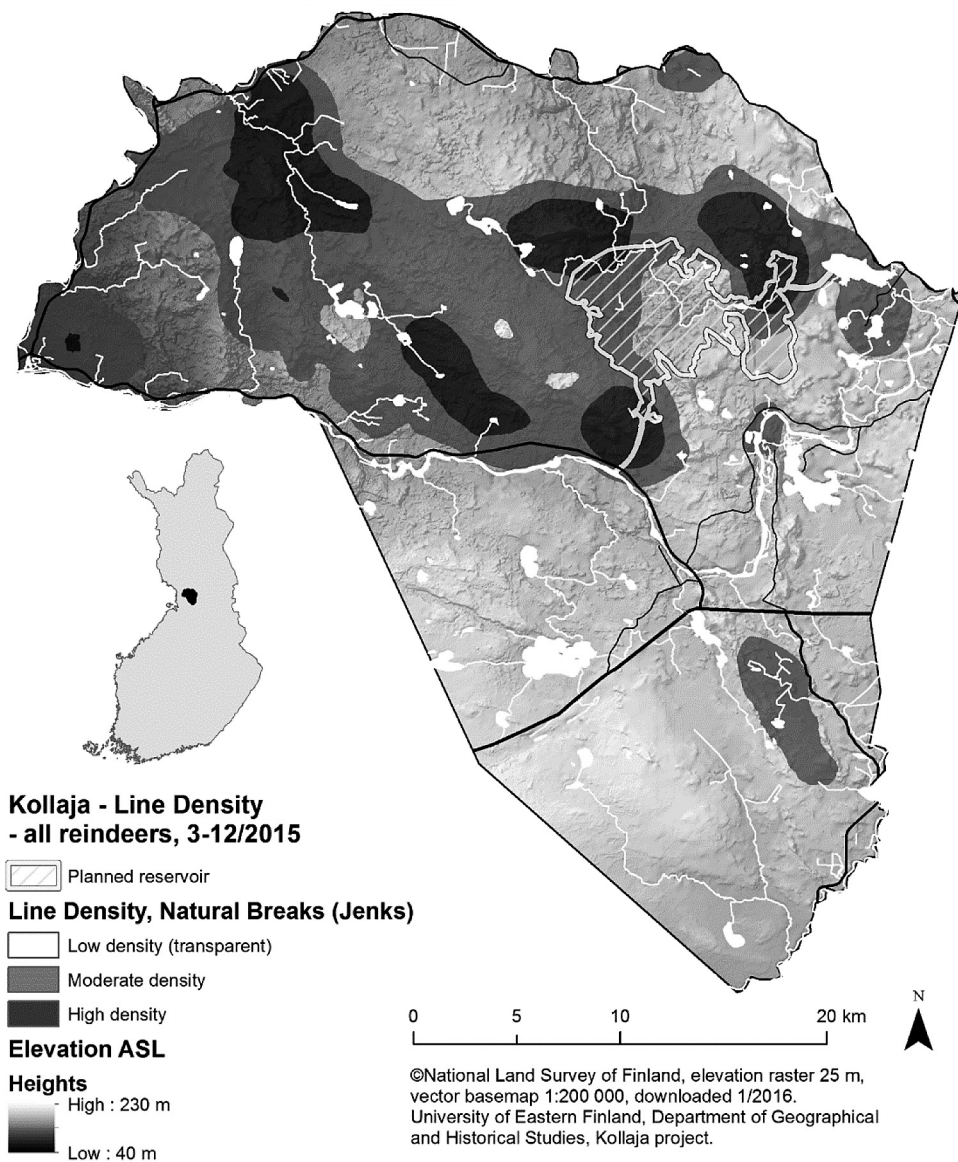 Kollaja - Line Density
- all reindeers, 3-12/2015
Planned reservoir
Line Density, Natural Breaks (Jenks)
Low density (transparent)
Moderate density
High density
Elevation ASL
Heights
High : 230 m
Low : 40 m
0 5 10 20 km
N
©National Land Survey of Finland, elevation raster 25 m,
vector basemap 1:200 000, downloaded 1/2016.
University of Eastern Finland, Department of Geographical
and Historical Studies, Kollaja project.